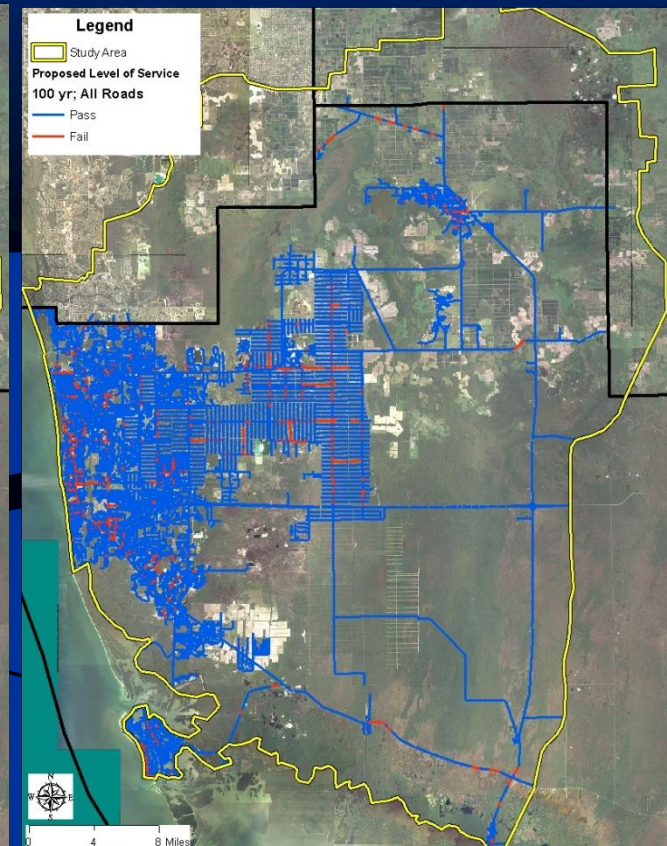 Legend
Study Area
Proposed Level of Service
100 yr; All Roads
Pass
Fail
N
W E
S
0 4 8 Miles